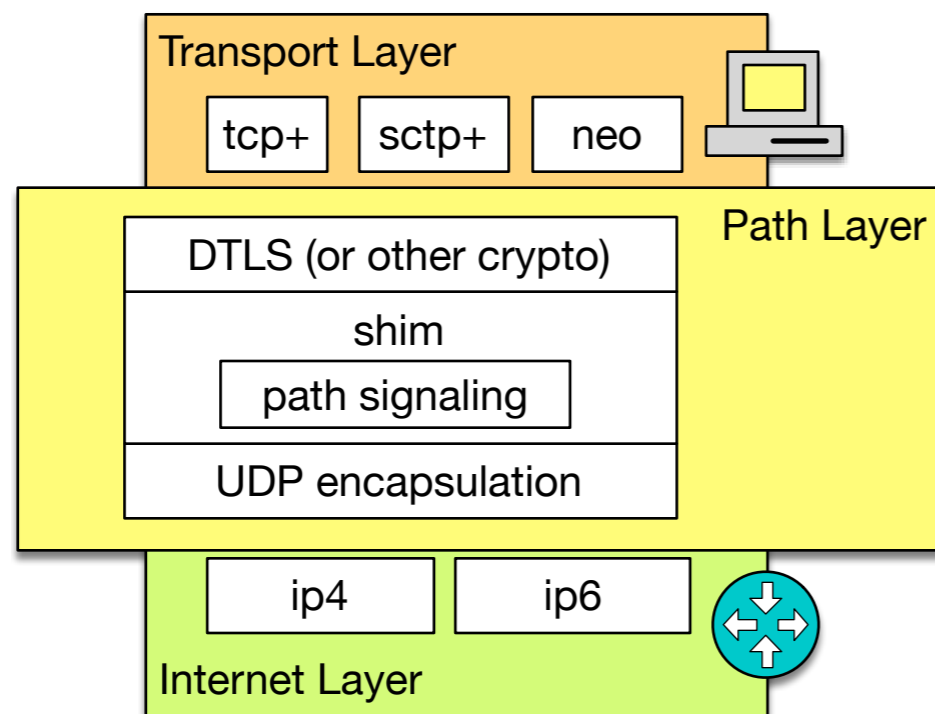 Transport Layer
tcp+ sctp+ neo
Path Layer
DTLS (or other crypto)
shim
path signaling
UDP encapsulation
ip4 ip6
Internet Layer